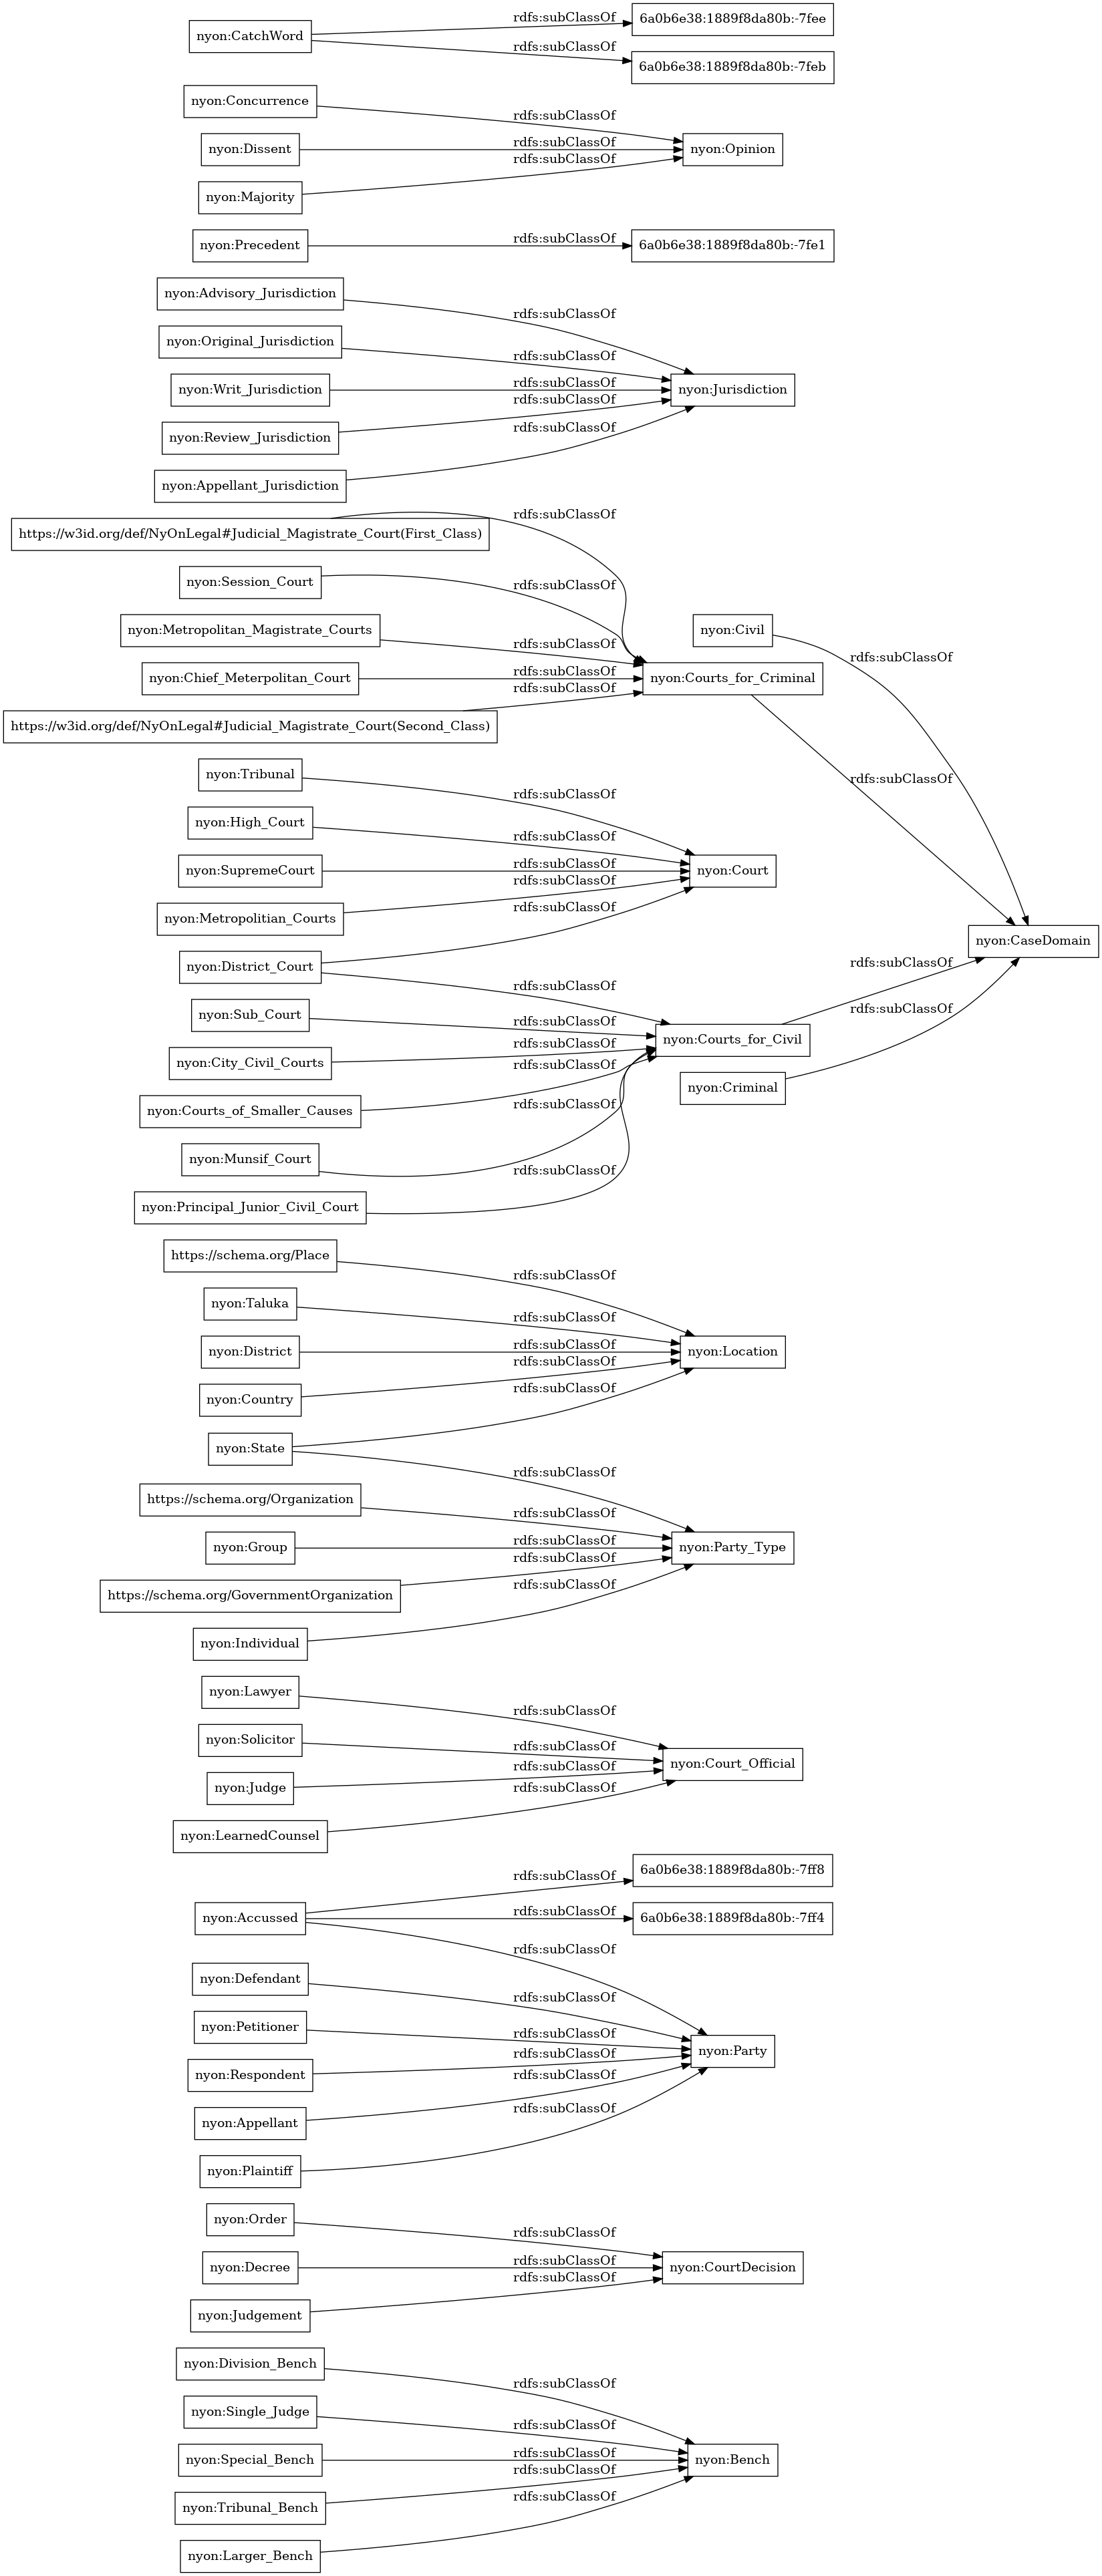 nyon:CatchWord
rdfs:subClassOf
6a0b6e38:1889f8da80b:-7fee
rdfs:subClassOf
6a0b6e38:1889f8da80b:-7feb
nyon:Concurrence
rdfs:subClassOf
nyon:Dissent
rdfs:subClassOf
nyon:Opinion
nyon:Majority
rdfs:subClassOf
nyon:Precedent
rdfs:subClassOf
6a0b6e38:1889f8da80b:-7fe1
nyon:Advisory_Jurisdiction
rdfs:subClassOf
nyon:Original_Jurisdiction
rdfs:subClassOf
nyon:Writ_Jurisdiction
rdfs:subClassOf
nyon:Jurisdiction
nyon:Review_Jurisdiction
rdfs:subClassOf
nyon:Appellant_Jurisdiction
rdfs:subClassOf
https://w3id.org/def/NyOnLegal#Judicial_Magistrate_Court(First_Class)
rdfs:subClassOf
nyon:Session_Court
rdfs:subClassOf
nyon:Metropolitan_Magistrate_Courts
rdfs:subClassOf
nyon:Civil
rdfs:subClassOf
nyon:Chief_Meterpolitan_Court
rdfs:subClassOf
nyon:Courts_for_Criminal
rdfs:subClassOf
https://w3id.org/def/NyOnLegal#Judicial_Magistrate_Court(Second_Class)
rdfs:subClassOf
nyon:Tribunal
rdfs:subClassOf
nyon:High_Court
rdfs:subClassOf
nyon:SupremeCourt
rdfs:subClassOf
nyon:Court
nyon:Metropolitian_Courts
rdfs:subClassOf
nyon:District_Court
rdfs:subClassOf
rdfs:subClassOf
nyon:CaseDomain
nyon:Sub_Court
rdfs:subClassOf
nyon:City_Civil_Courts
rdfs:subClassOf
nyon:Courts_for_Civil
rdfs:subClassOf
nyon:Courts_of_Smaller_Causes
rdfs:subClassOf
nyon:Criminal
rdfs:subClassOf
nyon:Munsif_Court
rdfs:subClassOf
nyon:Principal_Junior_Civil_Court
rdfs:subClassOf
https://schema.org/Place
rdfs:subClassOf
nyon:Taluka
rdfs:subClassOf
nyon:District
rdfs:subClassOf
nyon:Location
nyon:Country
rdfs:subClassOf
nyon:State
rdfs:subClassOf
rdfs:subClassOf
https://schema.org/Organization
rdfs:subClassOf
nyon:Group
rdfs:subClassOf
nyon:Party_Type
https://schema.org/GovernmentOrganization
rdfs:subClassOf
nyon:Individual
nyon:Lawyer
rdfs:subClassOf
nyon:Solicitor
rdfs:subClassOf
nyon:Court_Official
nyon:Judge
rdfs:subClassOf
nyon:LearnedCounsel
rdfs:subClassOf
nyon:Accussed
rdfs:subClassOf
6a0b6e38:1889f8da80b:-7ff8
rdfs:subClassOf
6a0b6e38:1889f8da80b:-7ff4
rdfs:subClassOf
nyon:Defendant
rdfs:subClassOf
nyon:Petitioner
rdfs:subClassOf
nyon:Party
nyon:Respondent
rdfs:subClassOf
nyon:Appellant
rdfs:subClassOf
nyon:Plaintiff
rdfs:subClassOf
nyon:Order
rdfs:subClassOf
nyon:Decree
rdfs:subClassOf
nyon:CourtDecision
nyon:Judgement
rdfs:subClassOf
nyon:Division_Bench
rdfs:subClassOf
nyon:Single_Judge
rdfs:subClassOf
nyon:Special_Bench
rdfs:subClassOf
nyon:Bench
nyon:Tribunal_Bench
rdfs:subClassOf
nyon:Larger_Bench
rdfs:subClassOf